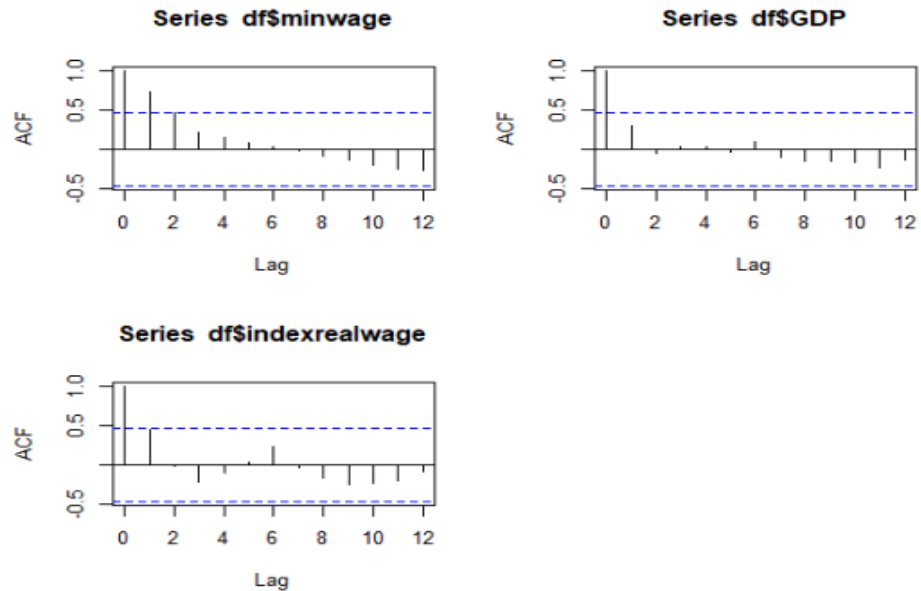 Series df$minwage
ACF
1.0
0.5
-0.5
0 2 4 6 8 10 12
Lag
Series df$GDP
ACF
1.0
0.5
-0.5
0 2 4 6 8 10 12
Lag
Series df$indexrealwage
ACF
1.0
0.5
-0.5
0 2 4 6 8 10 12
Lag